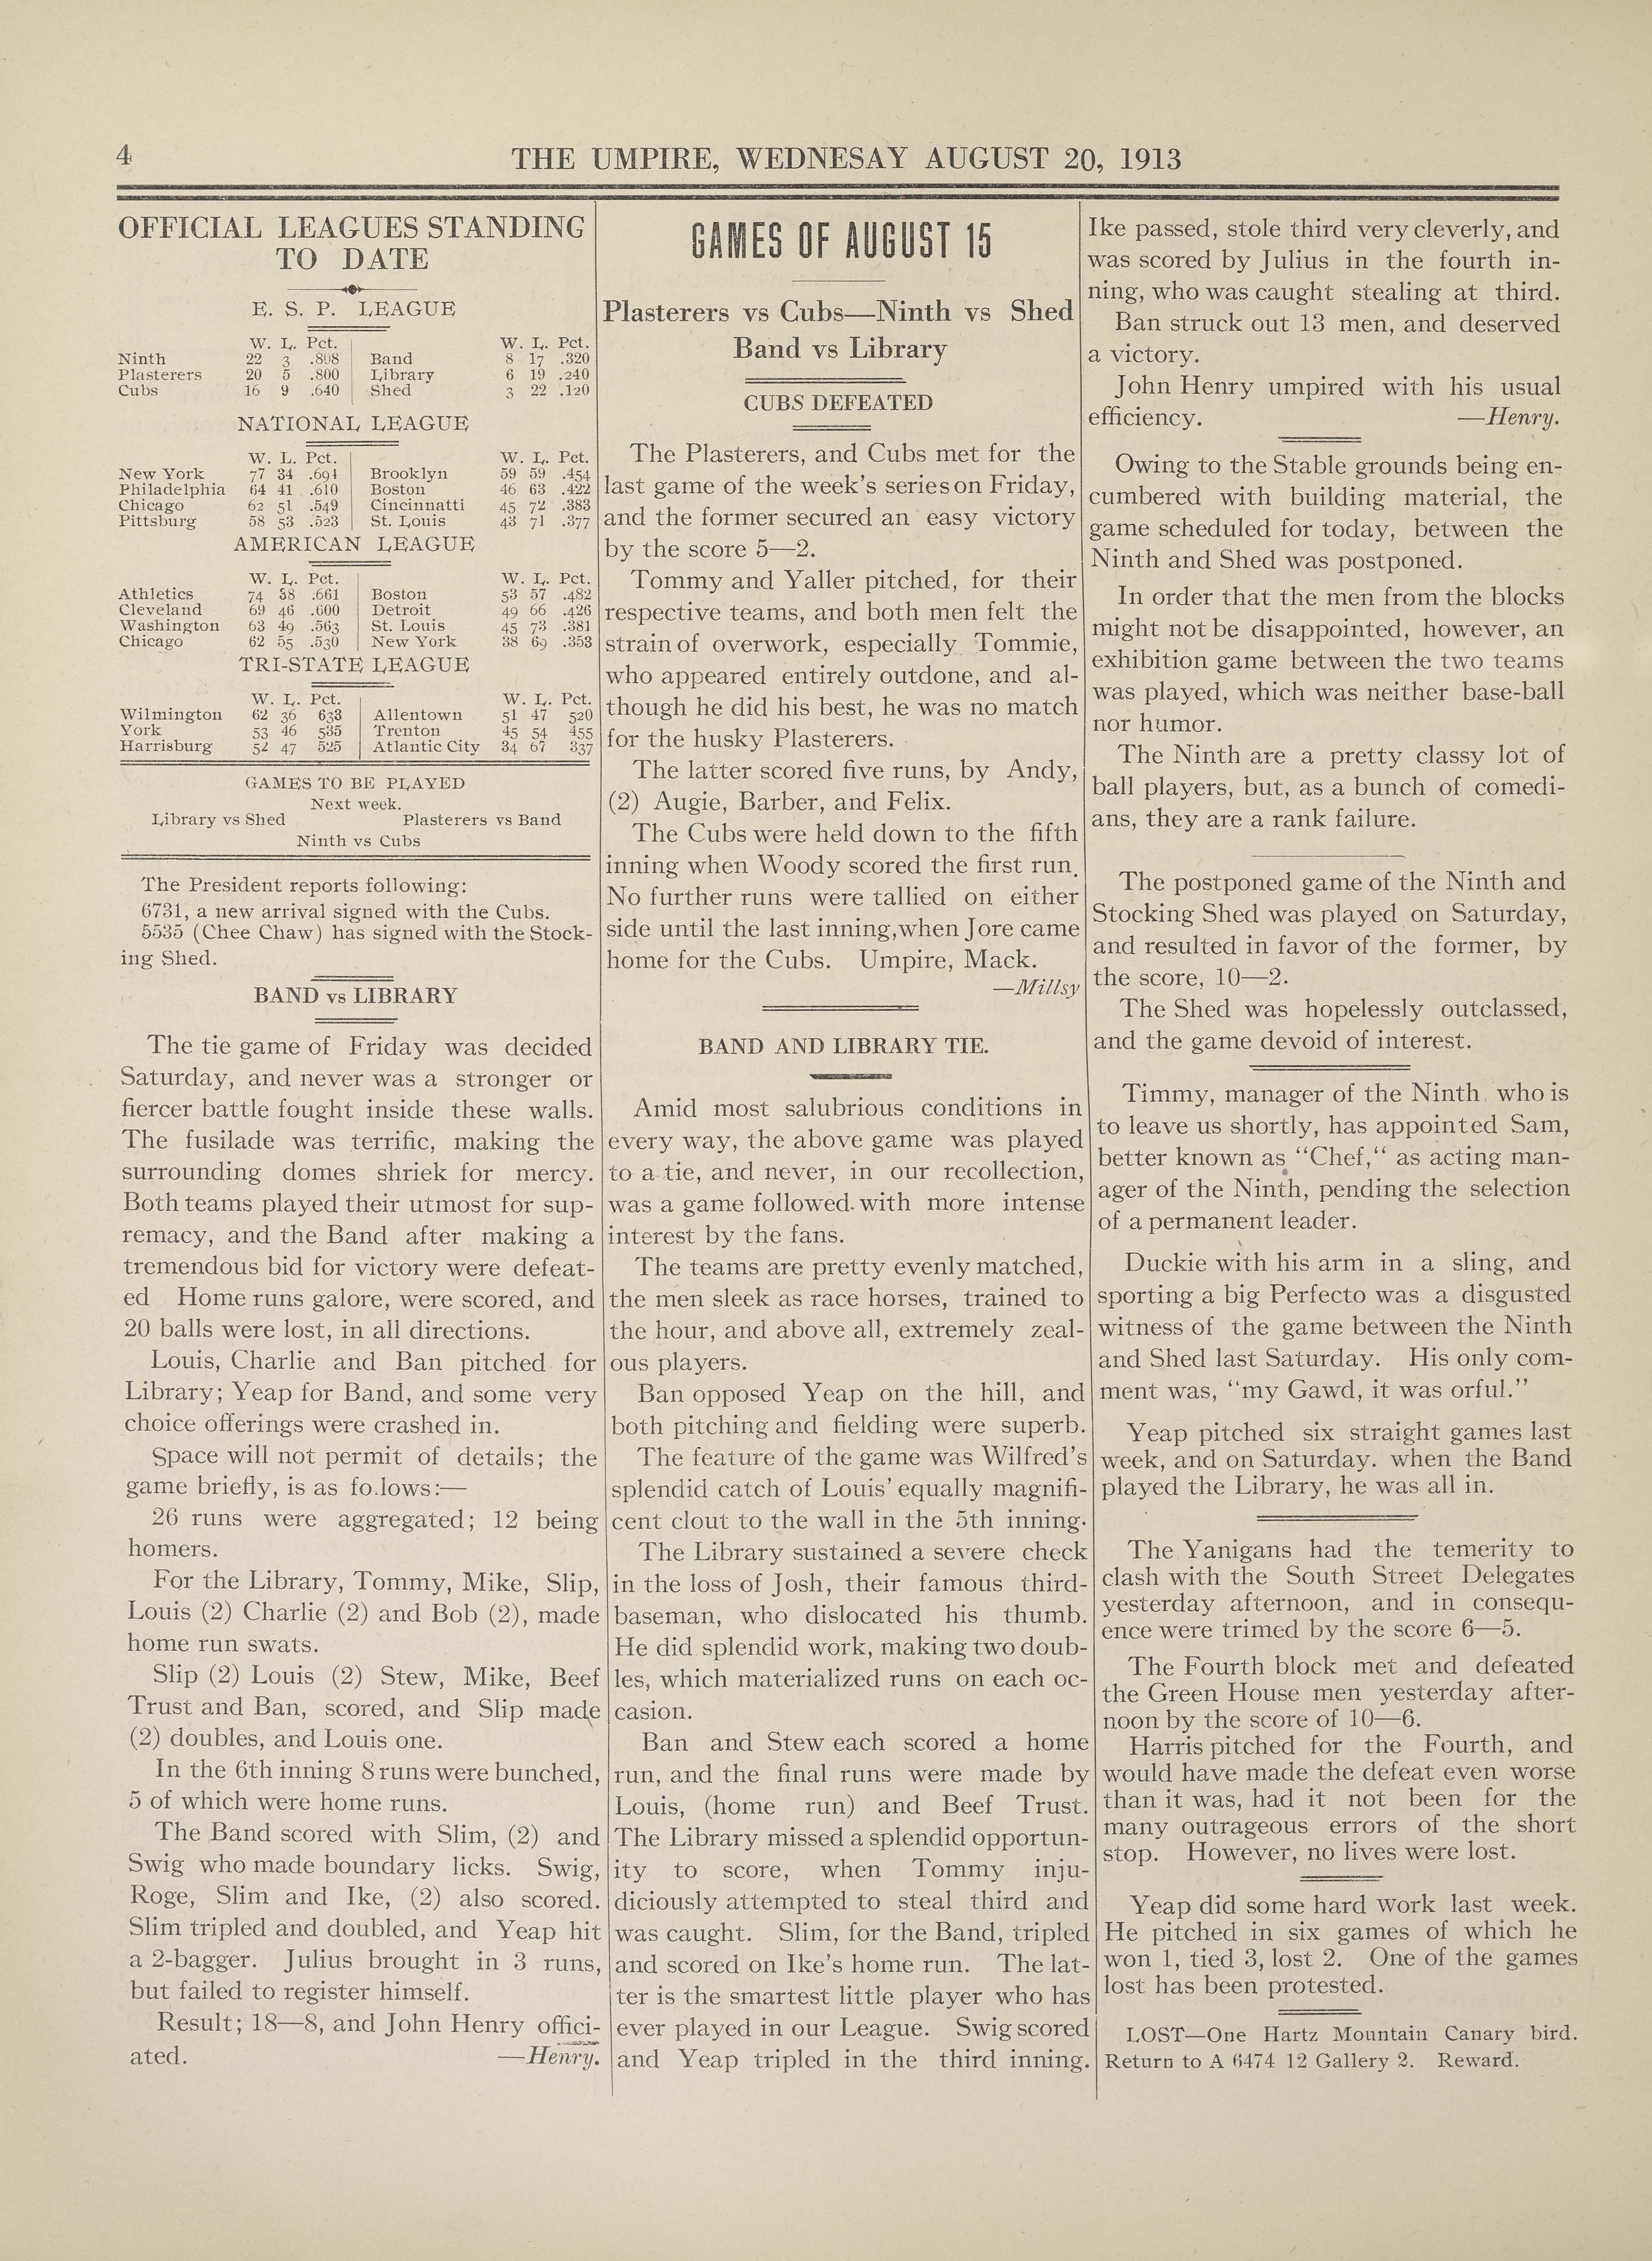 4
THE UMPIRE, WEDNESAY AUGUST 20, 1913
OFFICIAL LEAGUES STANDING
TO DATE
E. S. P. LEAGUE
W. L. Pct. W. L. Pct.
Ninth 22 3 .808 Band 8 17 .320
Plasterers 20 5 .800 Library 6 19 .240
Cubs 16 9 .640 Shed 3 22 .120
NATIONAL LEAGUE
W. L. Pct. W. L. Pct.
New York 77 34 .694 Brooklyn 59 59 .454
Philadelphia 64 41 .610 Boston 46 63 .422
Chicago 62 51 .549 Cincinnatti 45 72 .383
Pittsburg 58 53 .523 St. Louis 43 71 .377
AMERICAN LEAGUE
W. L. Pct. W. L. Pct.
Athletics 74 38 .661 Boston 53 57 .482
Cleveland 69 46 .600 Detroit 49 66 .426
Washington 63 49 .563 St. Louis 45 73 .381
Chicago 62 55 .530 New York 38 69 .353
TRI-STATE LEAGUE
W. L. Pct. W. L. Pct.
Wilmington 62 36 633 Allentown 51 47 520
York 53 46 535 Trenton 45 54 455
Harrisburg 52 47 525 Atlantic City 34 67 337
GAMES TO BE PLAYED
Next week.
Library vs Shed Plasterers vs Band
Ninth vs Cubs
The President reports following:
6731, a new arrival signed with the Cubs.
5535 (Chee Chaw) has signed with the Stock-
ing Shed.
BAND vs LIBRARY
The tie game of Friday was decided
Saturday, and never was a stronger or
fiercer battle fought inside these walls.
The fusilade was terrific, making the
surrounding domes shriek for mercy.
Both teams played their utmost for sup-
remacy, and the Band after making a
tremendous bid for victory were defeat-
ed Home runs galore, were scored, and
20 balls were lost, in all directions.
Louis, Charlie and Ban pitched for
Library; Yeap for Band, and some very
choice offerings were crashed in.
Space will not permit of details; the
game briefly, is as fo.lows:—
26 runs were aggregated; 12 being
homers.
For the Library, Tommy, Mike, Slip,
Louis (2) Charlie (2) and Bob (2), made
home run swats.
Slip (2) Louis (2) Stew, Mike, Beef
Trust and Ban, scored, and Slip made
(2) doubles, and Louis one.
In the 6th inning 8 runs were bunched,
5 of which were home runs.
The Band scored with Slim, (2) and
Swig who made boundary licks. Swig,
Roge, Slim and Ike, (2) also scored.
Slim tripled and doubled, and Yeap hit
a 2-bagger. Julius brought in 3 runs,
but failed to register himself.
Result; 18—8, and John Henry offici-
ated. —Henry.
GAMES OF AUGUST 15
Plasterers vs Cubs—Ninth vs Shed
Band vs Library
CUBS DEFEATED
The Plasterers, and Cubs met for the
last game of the week's series on Friday,
and the former secured an easy victory
by the score 5—2.
Tommy and Yaller pitched, for their
respective teams, and both men felt the
strain of overwork, especially Tommie,
who appeared entirely outdone, and al-
though he did his best, he was no match
for the husky Plasterers.
The latter scored five runs, by Andy,
(2) Augie, Barber, and Felix.
The Cubs were held down to the fifth
inning when Woody scored the first run.
No further runs were tallied on either
side until the last inning,when Jore came
home for the Cubs. Umpire, Mack.
—Millsy
BAND AND LIBRARY TIE.
Amid most salubrious conditions in
every way, the above game was played
to a tie, and never, in our recollection,
was a game followed. with more intense
interest by the fans.
The teams are pretty evenly matched,
the men sleek as race horses, trained to
the hour, and above all, extremely zeal-
ous players.
Ban opposed Yeap on the hill, and
both pitching and fielding were superb.
The feature of the game was Wilfred's
splendid catch of Louis' equally magnifi-
cent clout to the wall in the 5th inning.
The Library sustained a severe check
in the loss of Josh, their famous third-
baseman, who dislocated his thumb.
He did splendid work, making two doub-
les, which materialized runs on each oc-
casion.
Ban and Stew each scored a home
run, and the final runs were made by
Louis, (home run) and Beef Trust.
The Library missed a splendid opportun-
ity to score, when Tommy inju-
diciously attempted to steal third and
was caught. Slim, for the Band, tripled
and scored on Ike's home run. The lat-
ter is the smartest little player who has
ever played in our League. Swig scored
and Yeap tripled in the third inning.
Ike passed, stole third very cleverly, and
was scored by Julius in the fourth in-
ning, who was caught stealing at third.
Ban struck out 13 men, and deserved
a victory.
John Henry umpired with his usual
efficiency. —Henry.
Owing to the Stable grounds being en-
cumbered with building material, the
game scheduled for today, between the
Ninth and Shed was postponed.
In order that the men from the blocks
might not be disappointed, however, an
exhibition game between the two teams
was played, which was neither base-ball
nor humor.
The Ninth are a pretty classy lot of
ball players, but, as a bunch of comedi-
ans, they are a rank failure.
The postponed game of the Ninth and
Stocking Shed was played on Saturday,
and resulted in favor of the former, by
the score, 10—2.
The Shed was hopelessly outclassed,
and the game devoid of interest.
Timmy, manager of the Ninth who is
to leave us shortly, has appointed Sam,
better known as "Chef," as acting man-
ager of the Ninth, pending the selection
of a permanent leader.
Duckie with his arm in a sling, and
sporting a big Perfecto was a disgusted
witness of the game between the Ninth
and Shed last Saturday. His only com-
ment was, "my Gawd, it was orful."
Yeap pitched six straight games last
week, and on Saturday. when the Band
played the Library, he was all in.
The Yanigans had the temerity to
clash with the South Street Delegates
yesterday afternoon, and in consequ-
ence were trimed by the score 6—5.
The Fourth block met and defeated
the Green House men yesterday after-
noon by the score of 10—6.
Harris pitched for the Fourth, and
would have made the defeat even worse
than it was, had it not been for the
many outrageous errors of the short
stop. However, no lives were lost.
Yeap did some hard work last week.
He pitched in six games of which he
won 1, tied 3, lost 2. One of the games
lost has been protested.
LOST—One Hartz Mountain Canary bird.
Return to A 6474 12 Gallery 2. Reward.